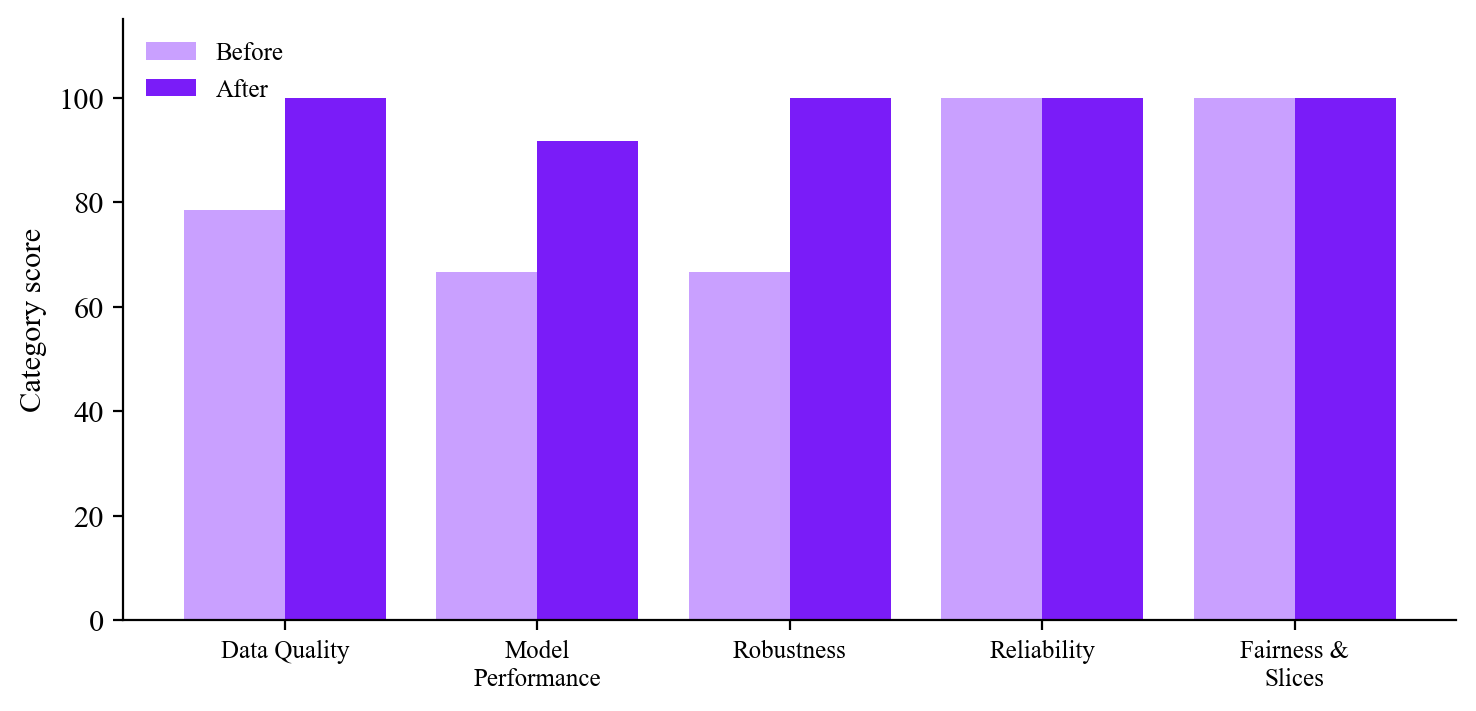 Before
After
100
80
60
40
20
0
Category score
Data Quality
Model
Performance
Robustness
Reliability
Fairness &
Slices